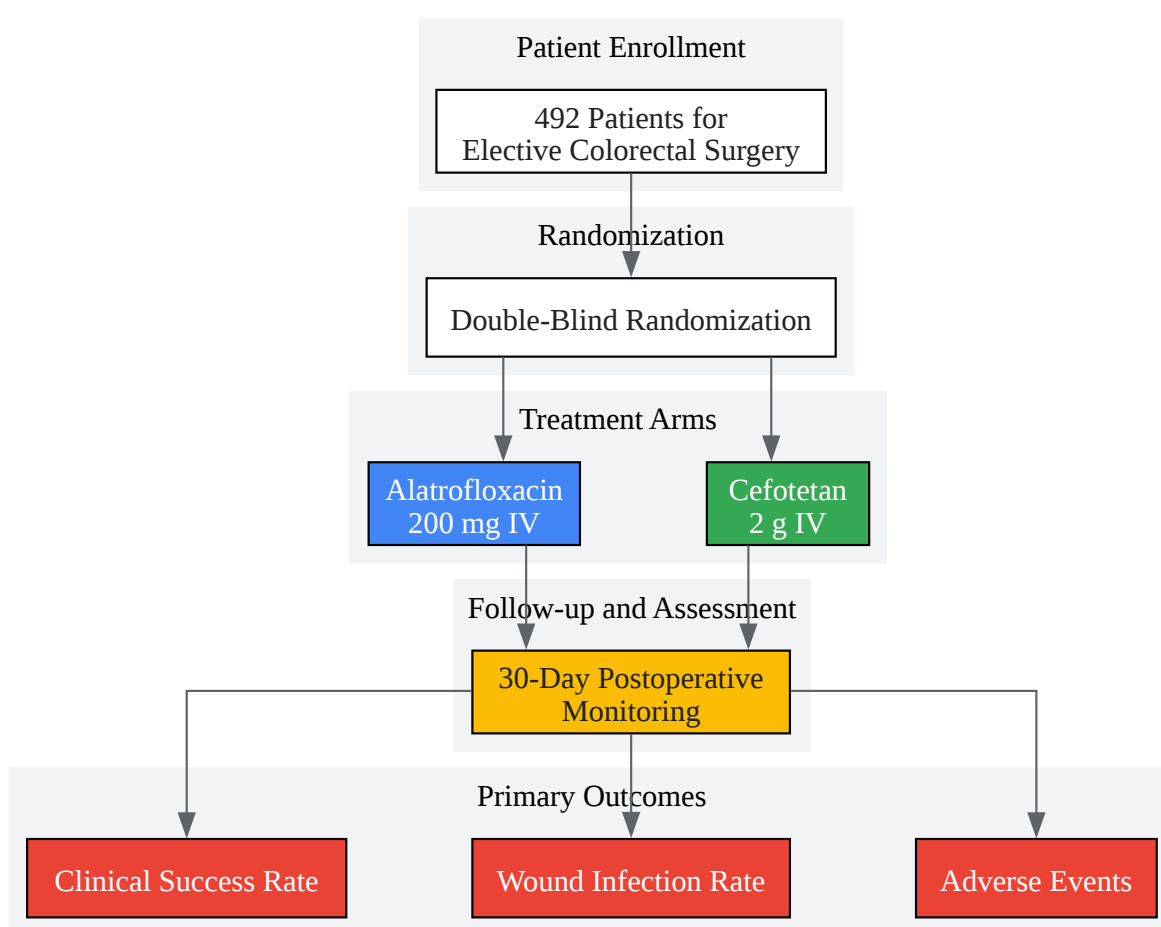 Patient Enrollment
492 Patients for
Elective Colorectal Surgery
Randomization
Double-Blind Randomization
Treatment Arms
Alatrofloxacin
200 mg IV
Cefotetan
2 g IV
Follow-up and Assessment
30-Day Postoperative
Monitoring
Primary Outcomes
Clinical Success Rate
Wound Infection Rate
Adverse Events